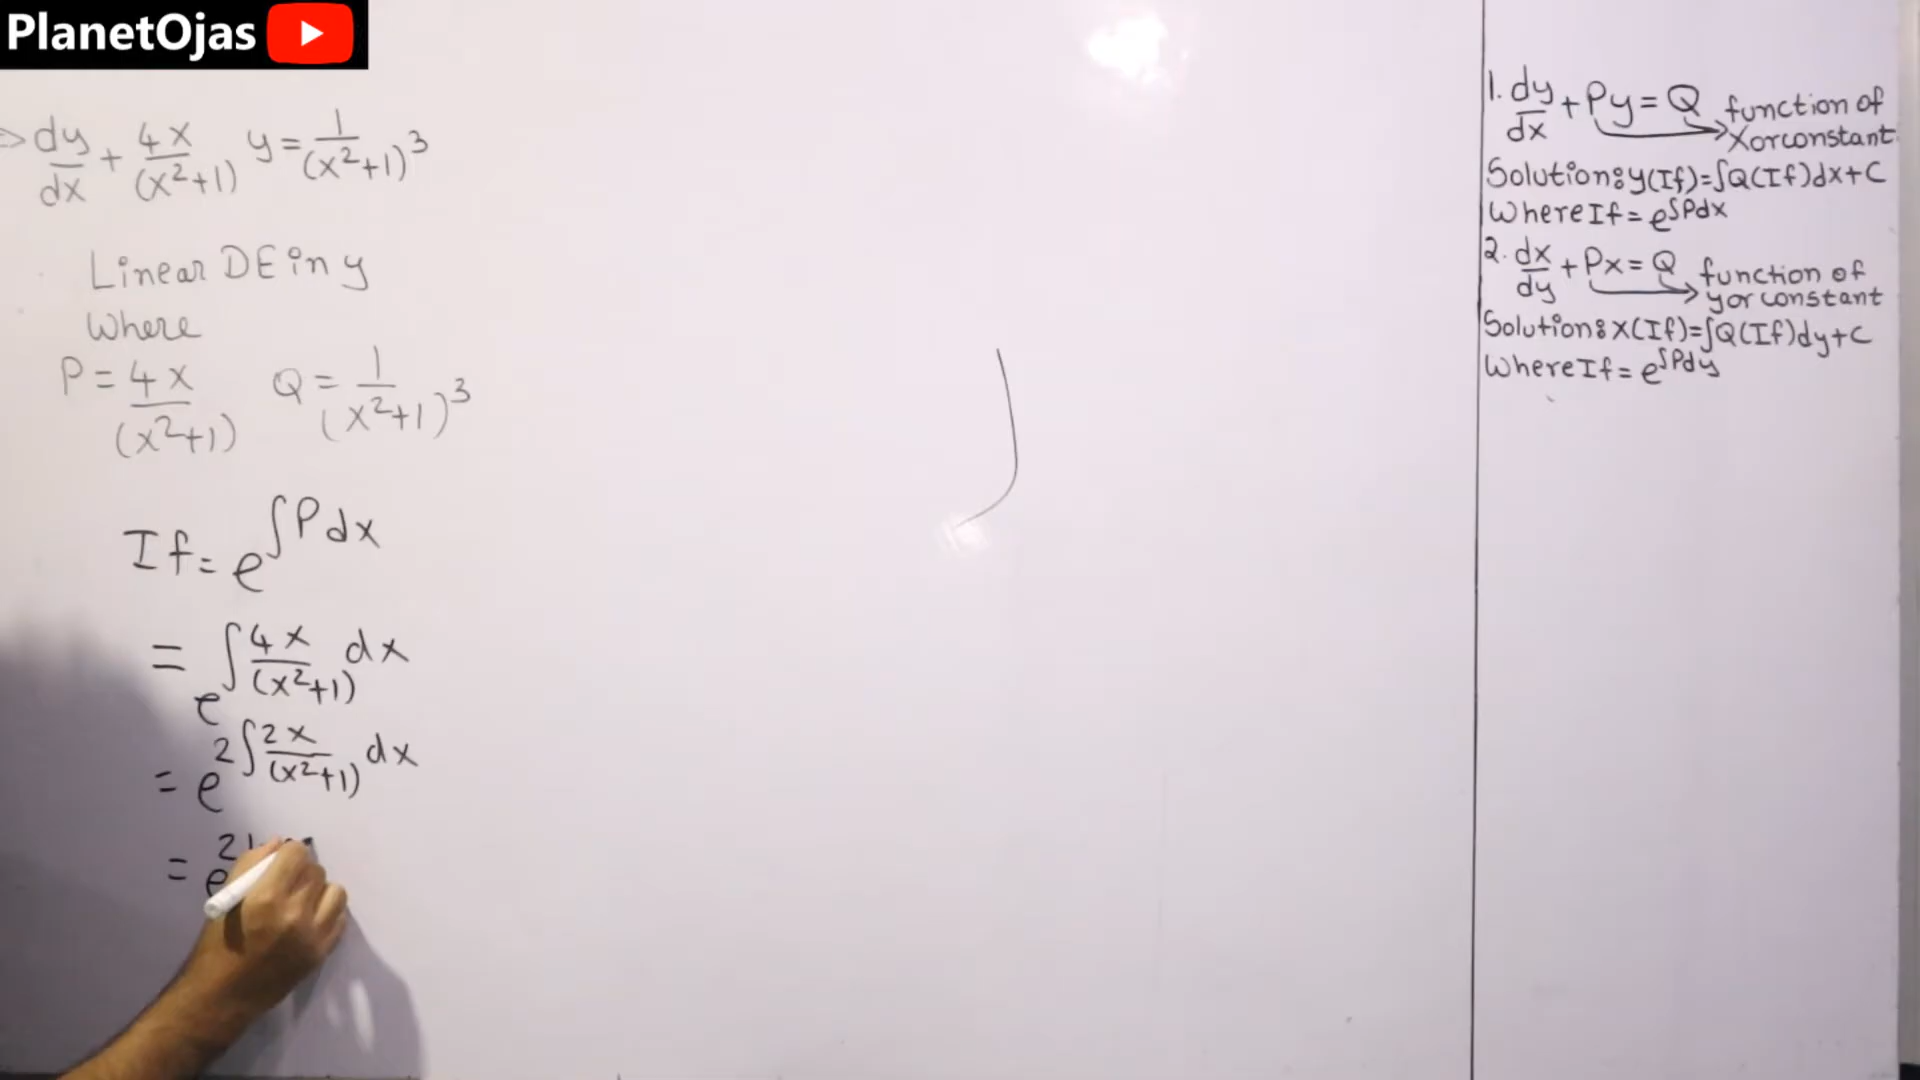 PlanetOjas
⇒ dy/dx + 4x/(x²+1) y = 1/(x²+1)³
Linear DE in y
Where
P = 4x/(x²+1) Q = 1/(x²+1)³
If = e^∫Pdx
= e^∫4x/(x²+1) dx
= e^2∫2x/(x²+1) dx
= e^2
1. dy/dx + Py = Q → function of
x or constant
Solution: y(If) = ∫Q(If)dx + C
Where If = e^∫Pdx
2. dx/dy + Px = Q → function of
y or constant
Solution: x(If) = ∫Q(If)dy + C
Where If = e^∫Pdy